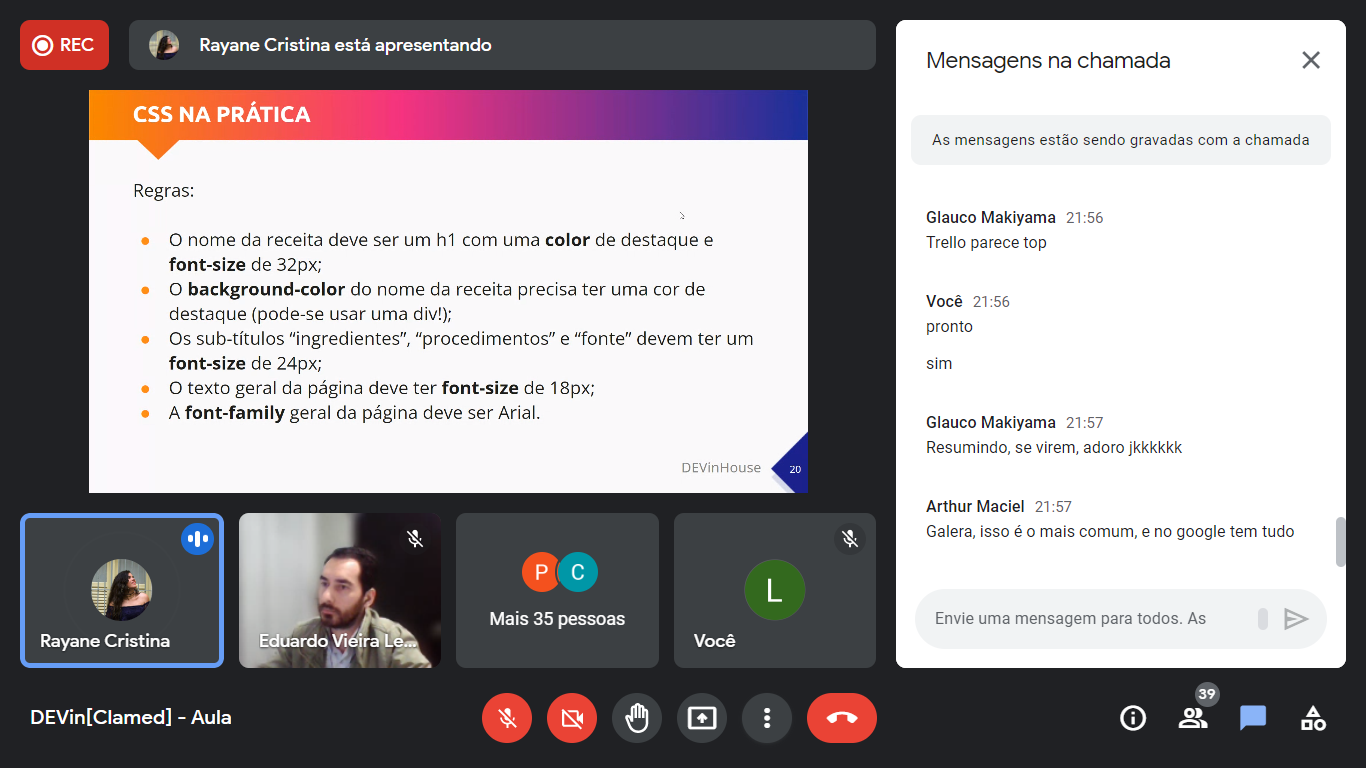 REC
Rayane Cristina está apresentando
CSS NA PRÁTICA
Regras:
O nome da receita deve ser um h1 com uma color de destaque e
font-size de 32px;
O background-color do nome da receita precisa ter uma cor de
destaque (pode-se usar uma div!);
Os sub-títulos “ingredientes”, “procedimentos” e “fonte” devem ter um
font-size de 24px;
O texto geral da página deve ter font-size de 18px;
A font-family geral da página deve ser Arial.
DEVinHouse
20
Rayane Cristina
Eduardo Vieira Le...
P
C
Mais 35 pessoas
L
Você
Mensagens na chamada
As mensagens estão sendo gravadas com a chamada
Glauco Makiyama 21:56
Trello parece top
Você 21:56
pronto
sim
Glauco Makiyama 21:57
Resumindo, se virem, adoro jkkkkkk
Arthur Maciel 21:57
Galera, isso é o mais comum, e no google tem tudo
Envie uma mensagem para todos. As
DEVin[Clamed] - Aula
39